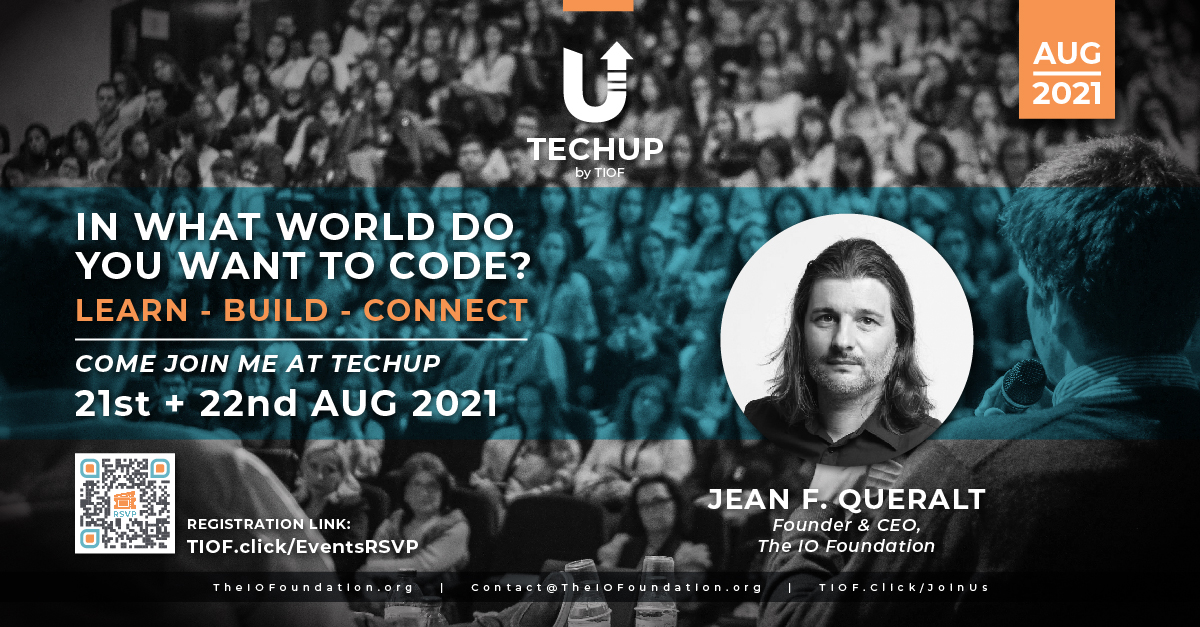 AUG
2021
TECHUP
by TIOF
IN WHAT WORLD DO
YOU WANT TO CODE?
LEARN - BUILD - CONNECT
COME JOIN ME AT TECHUP
21st + 22nd AUG 2021
RSVP
REGISTRATION LINK:
TIOF.click/EventsRSVP
JEAN F. QUERALT
Founder & CEO,
The IO Foundation
TheIOFoundation.org | Contact@TheIOFoundation.org | TIOF.Click/JoinUs